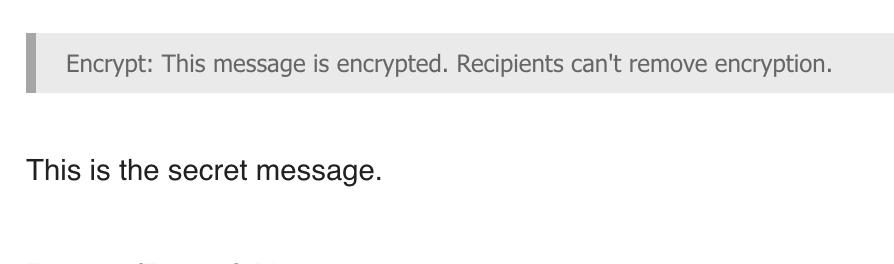 Encrypt: This message is encrypted. Recipients can't remove encryption.
This is the secret message.